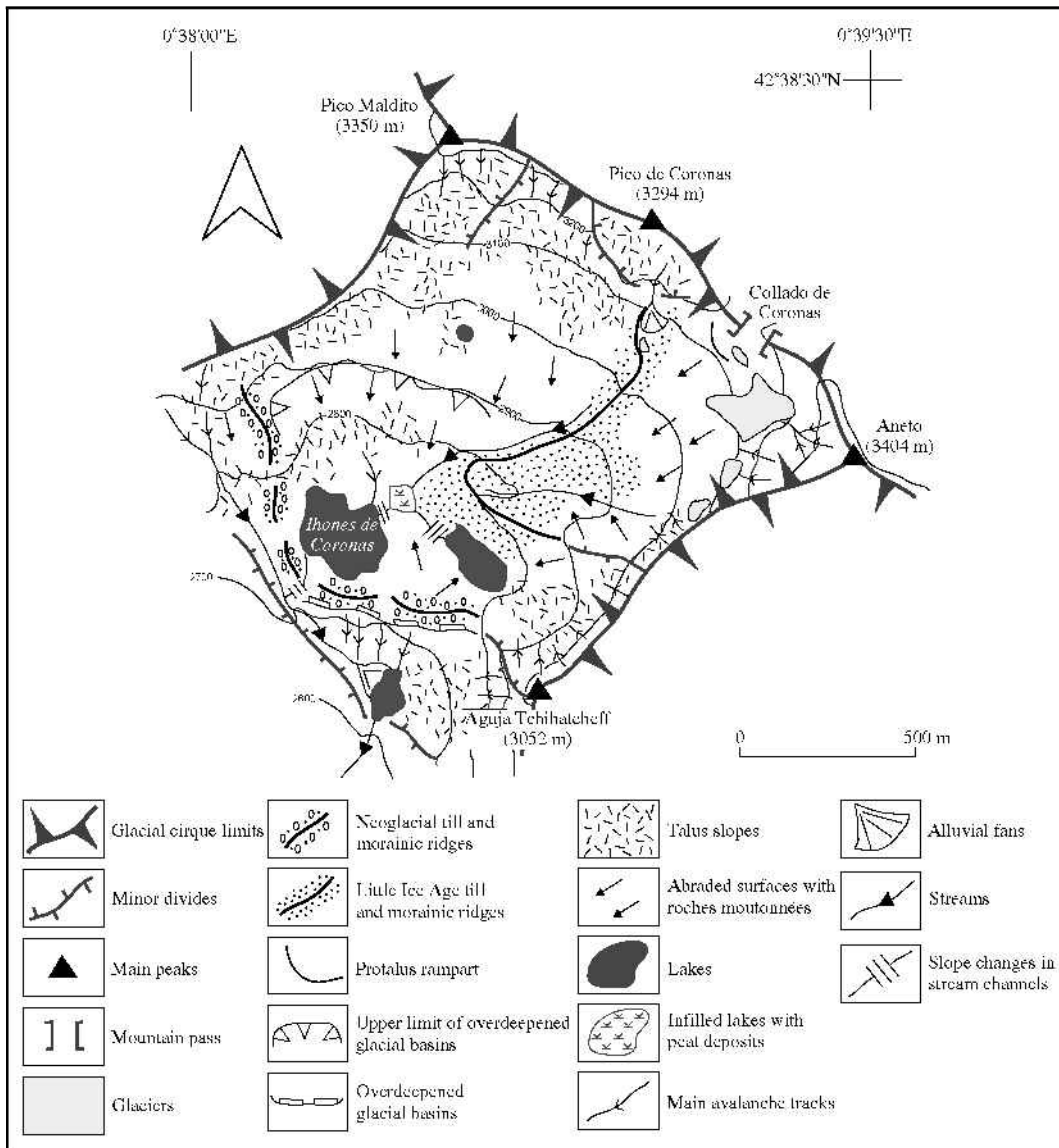 0°38'00"E
0°39'30"E
42°38'30"N
Pico Maldito
(3350 m)
Pico de Coronas
(3294 m)
3200
3100
Collado de
Coronas
3000
2900
2800
Aneto
(3404 m)
Ibones de
Coronas
2700
2600
Aguja Tchihatcheff
(3052 m)
0
500 m
Glacial cirque limits
Neoglacial till and
morainic ridges
Talus slopes
Alluvial fans
Minor divides
Little Ice Age till
and morainic ridges
Abraded surfaces with
roches moutonnées
Streams
Main peaks
Protalus rampart
Lakes
Slope changes in
stream channels
Mountain pass
Upper limit of overdeepened
glacial basins
Infilled lakes with
peat deposits
Glaciers
Overdeepened
glacial basins
Main avalanche tracks